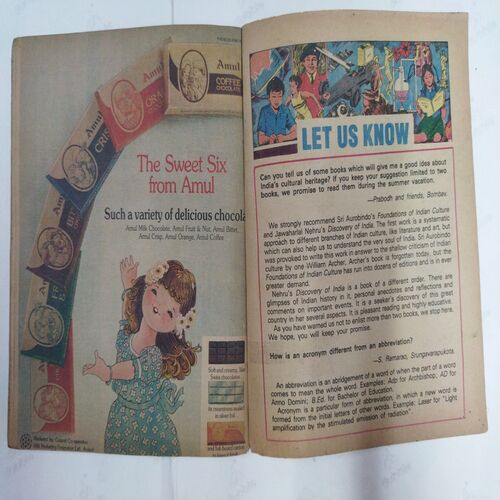 Amul
Amul
COFFEE
CHOCOLATE
Amul
ORA
Amul
CRIS
Amul
The Sweet Six
from Amul
Such a variety of delicious chocola
Amul Milk Chocolate, Amul Fruit & Nut, Amul Bitter,
Amul Crisp, Amul Orange, Amul Coffee
Swiss chocolates
in silver foil
LET US KNOW
Can you tell us of some books which will give me a good idea about
India's cultural heritage? If you keep your suggestion limited to two
books, we promise to read them during the summer vacation.
—Prabodh and friends, Bombay.
We strongly recommend Sri Aurobindo's Foundations of Indian Culture
and Jawaharlal Nehru's Discovery of India. The first work is a systematic
approach to different branches of Indian culture, like literature and art, but
which can also help us to understand the very soul of India. Sri Aurobindo
was provoked to write this work in answer to the shallow criticism of Indian
culture by one William Archer. Archer's book is forgotten today, but the
Foundations of Indian Culture has run into dozens of editions and is in ever
greater demand.
Nehru's Discovery of India is a book of a different order. There are
glimpses of Indian history in it, personal anecdotes and reflections and
comments on important events. It is a seeker's discovery of this great
country in her several aspects. It is pleasant reading and highly educative.
As you have warned us not to enlist more than two books, we stop here.
We hope, you will keep your promise.
How is an acronym different from an abbreviation?
—S. Ramarao, Srungavarapukota.
An abbreviation is an abridgement of a word when the part of a word
comes to mean the whole word. Examples: Adp for Archbishop; AD for
Anno Domini; B.Ed. for Bachelor of Education.
Acronym is a particular form of abbreviation, in which a new word is
formed from the initial letters of other words. Example: Laser for "Light
amplification by the stimulated emission of radiation".